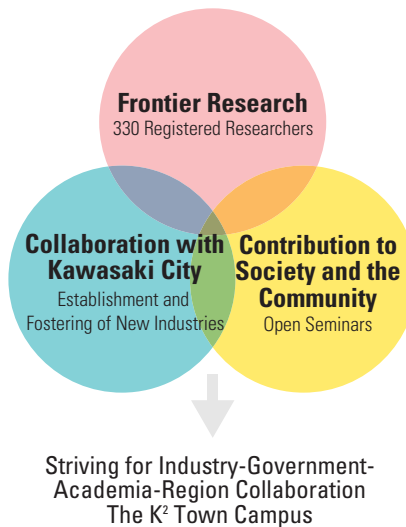 Frontier Research
330 Registered Researchers
Collaboration with
Kawasaki City
Establishment and
Fostering of New Industries
Contribution to
Society and the
Community
Open Seminars
Striving for Industry-Government-
Academia-Region Collaboration
The K² Town Campus